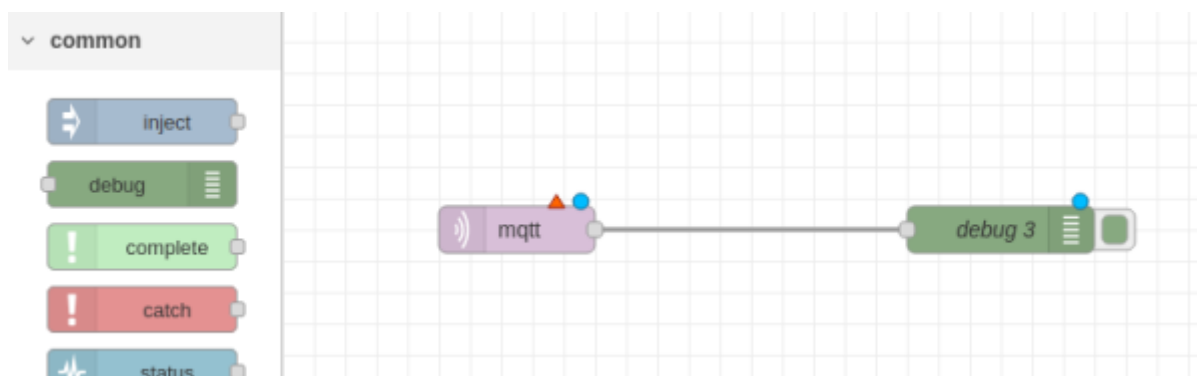 common
inject
debug
complete
catch
status
mqtt
debug 3